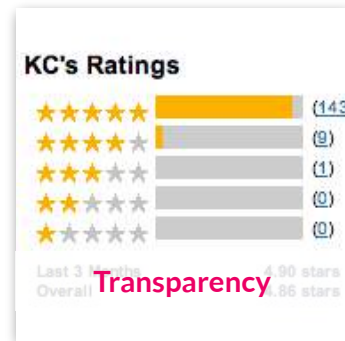 KC's Ratings
(143
(9)
(1)
(0)
(0)
Last 3 Months 4.90 stars
Overall 4.86 stars
Transparency